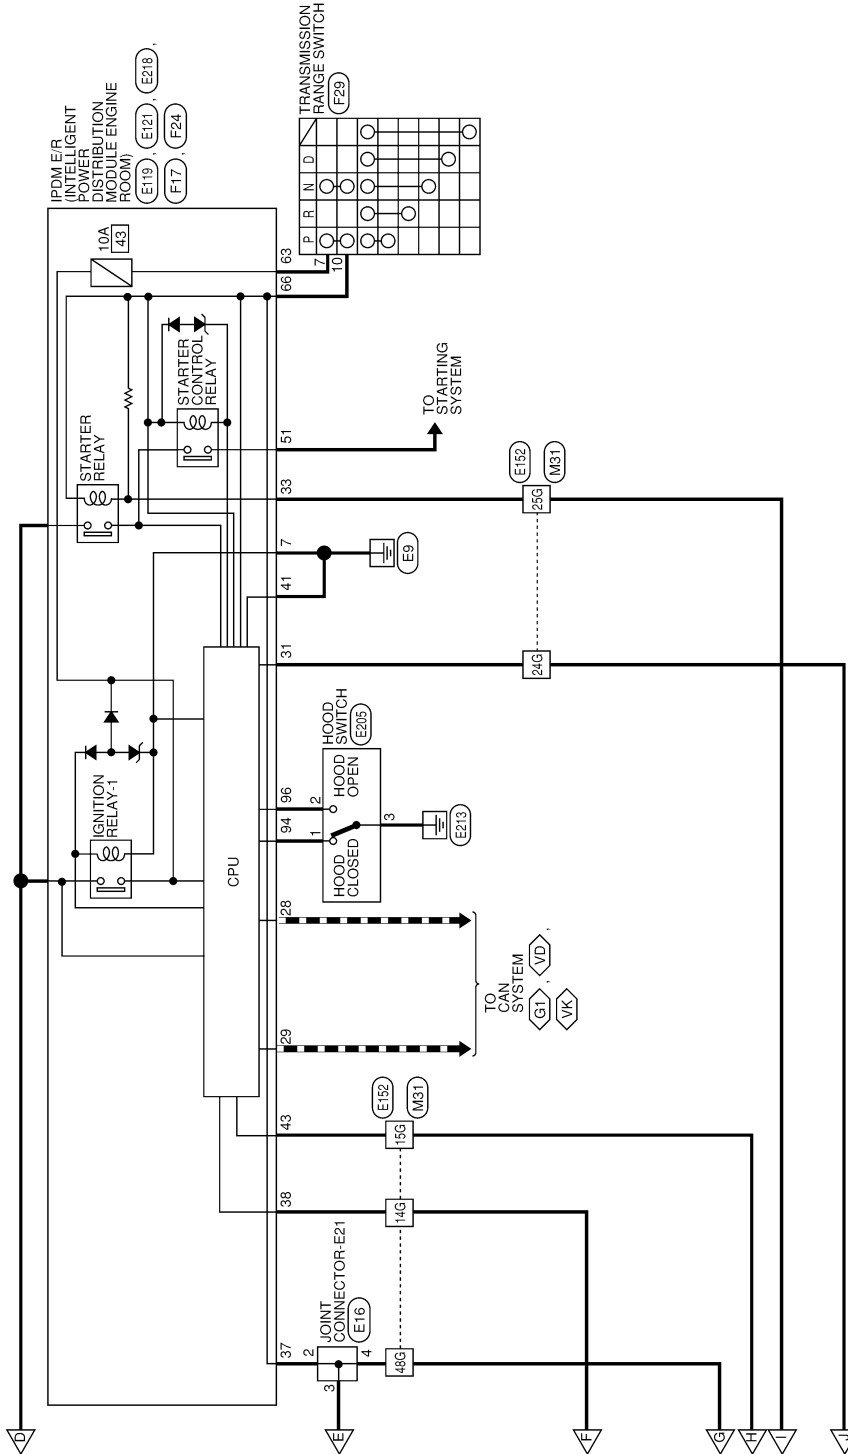 IPDM E/R
(INTELLIGENT
POWER
DISTRIBUTION
MODULE ENGINE
ROOM)
E119 , E121 , E218 ,
F17 , F24
TRANSMISSION
RANGE SWITCH
F29
P R N D
7
10
10A
43
63
66
STARTER
CONTROL
RELAY
STARTER
RELAY
51
TO
STARTING
SYSTEM
33
E152
M31
25G
7
41
E9
31
24G
IGNITION
RELAY-1
CPU
HOOD
SWITCH
E205
96
94
2
1
HOOD
OPEN
HOOD
CLOSED
3
E213
28
29
TO
CAN
SYSTEM
G1 , VD ,
VK
43
E152
M31
15G
38
14G
JOINT
CONNECTOR-E21
E16
37
2
3
4
48G
D
E
F
G
H
I
J